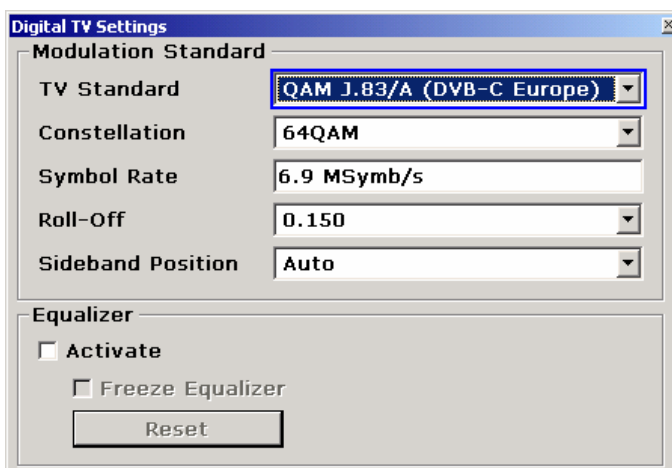 Digital TV Settings
Modulation Standard
TV Standard QAM J.83/A (DVB-C Europe)
Constellation 64QAM
Symbol Rate 6.9 MSymb/s
Roll-Off 0.150
Sideband Position Auto
Equalizer
Activate
Freeze Equalizer
Reset